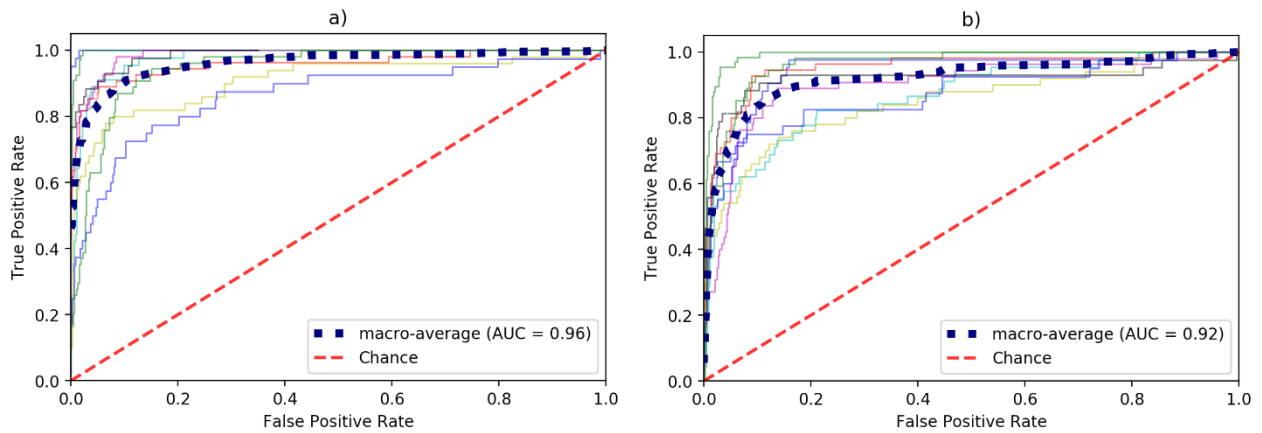 a)
True Positive Rate
1.0
0.8
0.6
0.4
0.2
0.0
macro-average (AUC = 0.96)
Chance
0.0 0.2 0.4 0.6 0.8 1.0
False Positive Rate
b)
True Positive Rate
1.0
0.8
0.6
0.4
0.2
0.0
macro-average (AUC = 0.92)
Chance
0.0 0.2 0.4 0.6 0.8 1.0
False Positive Rate